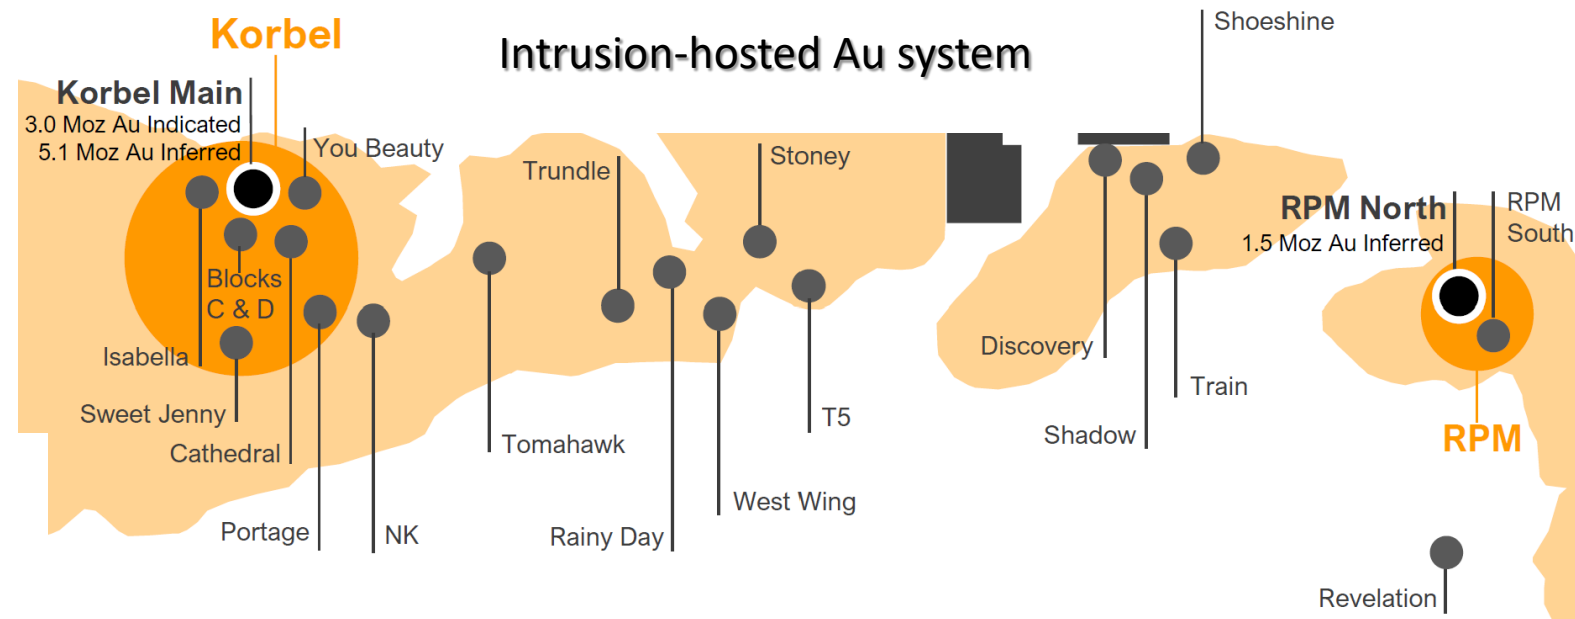 Korbel
Intrusion-hosted Au system
Shoeshine
Korbel Main
3.0 Moz Au Indicated
5.1 Moz Au Inferred
You Beauty
Trundle
Stoney
RPM North
1.5 Moz Au Inferred
RPM
South
Blocks
C & D
Isabella
Sweet Jenny
Cathedral
Portage
NK
Tomahawk
Rainy Day
West Wing
T5
Discovery
Shadow
Train
RPM
Revelation